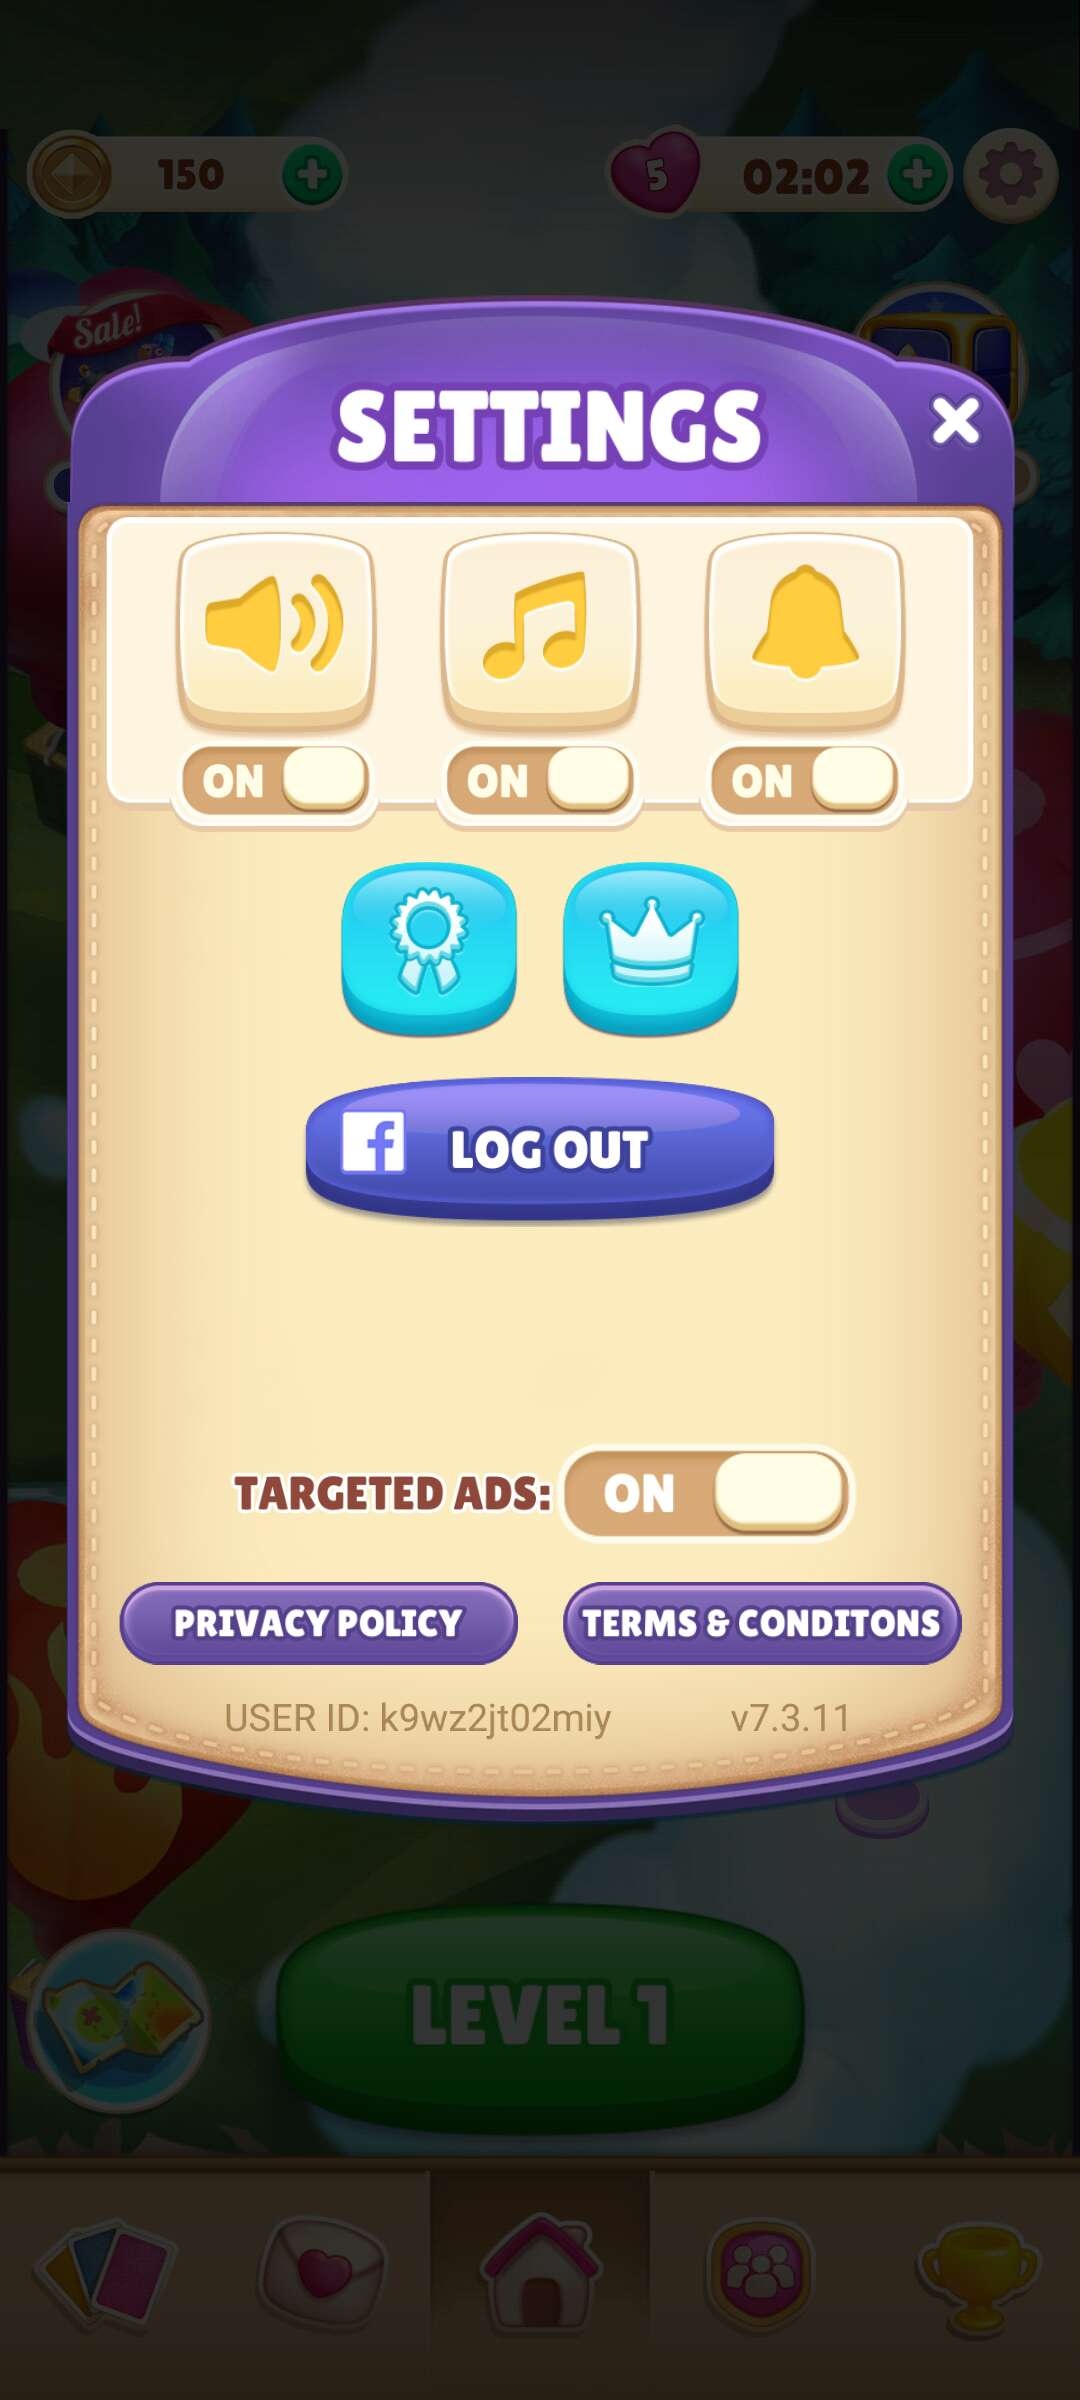 150
5
02:02
Sale!
SETTINGS
ON
ON
ON
LOG OUT
TARGETED ADS: ON
PRIVACY POLICY
TERMS & CONDITONS
USER ID: k9wz2jt02miy
v7.3.11
LEVEL 1